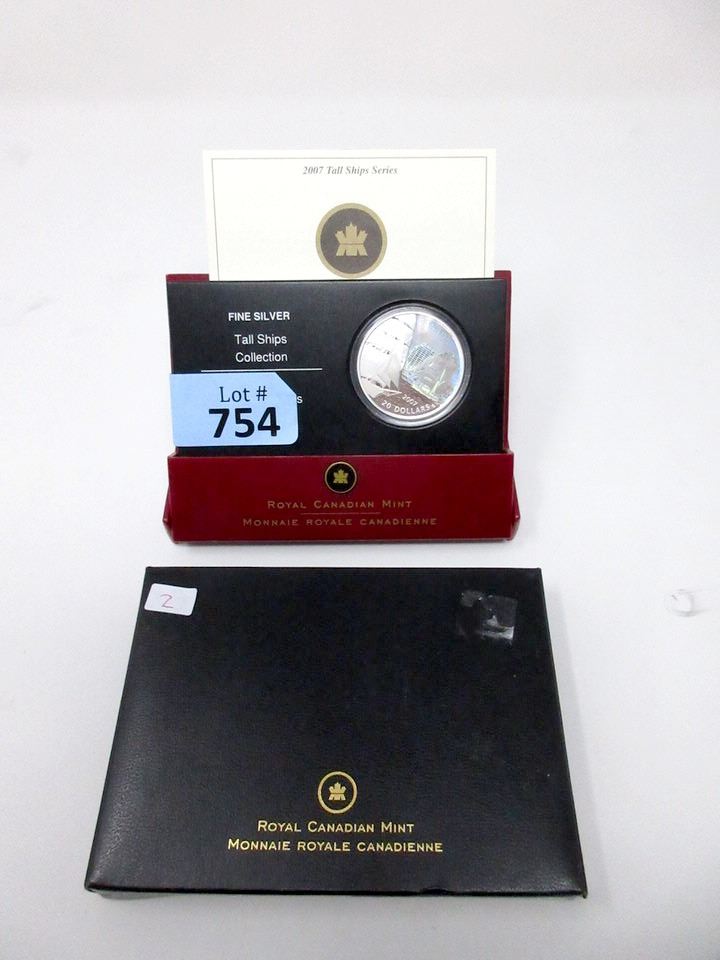 2007 Tall Ships Series
FINE SILVER
Tall Ships
Collection
s
Lot #
754
2007
20 DOLLARS
ROYAL CANADIAN MINT
MONNAIE ROYALE CANADIENNE
2
ROYAL CANADIAN MINT
MONNAIE ROYALE CANADIENNE